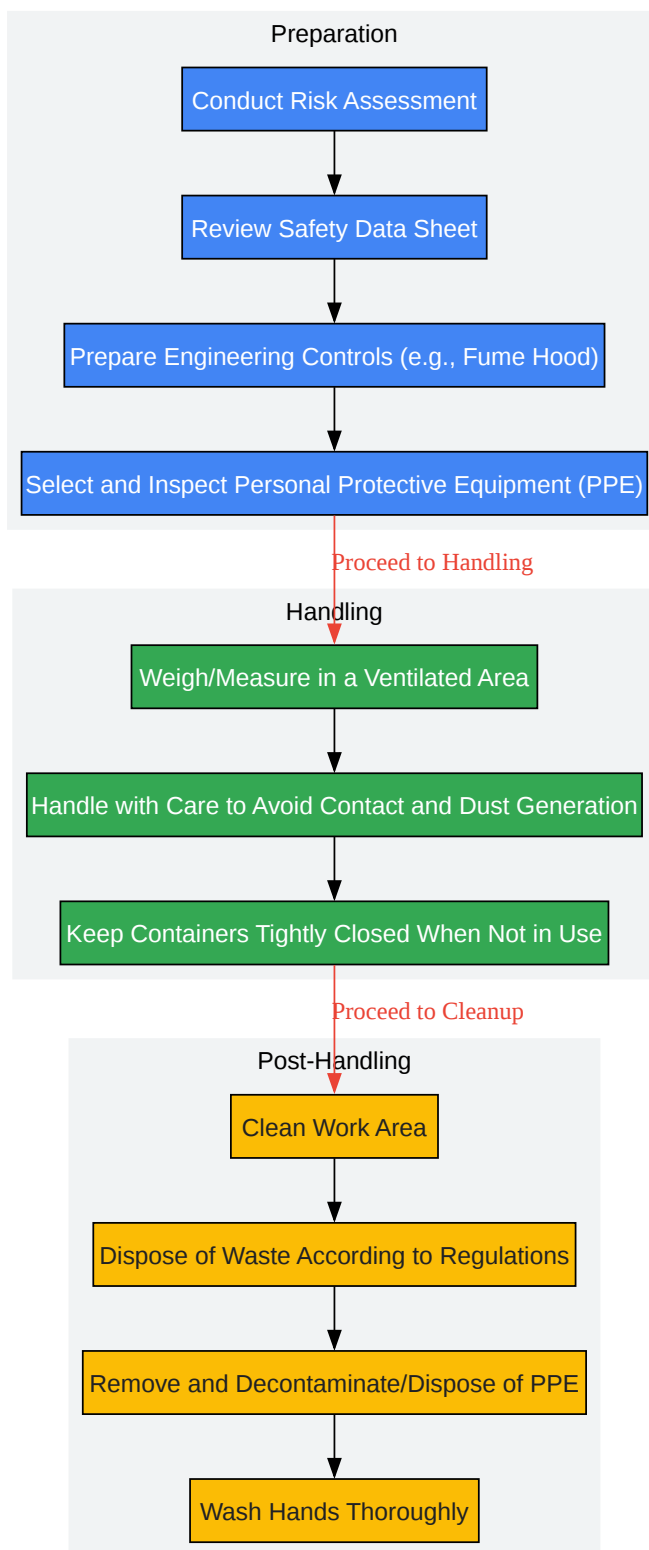 Preparation
Conduct Risk Assessment
Review Safety Data Sheet
Prepare Engineering Controls (e.g., Fume Hood)
Select and Inspect Personal Protective Equipment (PPE)
Proceed to Handling
Handling
Weigh/Measure in a Ventilated Area
Handle with Care to Avoid Contact and Dust Generation
Keep Containers Tightly Closed When Not in Use
Proceed to Cleanup
Post-Handling
Clean Work Area
Dispose of Waste According to Regulations
Remove and Decontaminate/Dispose of PPE
Wash Hands Thoroughly